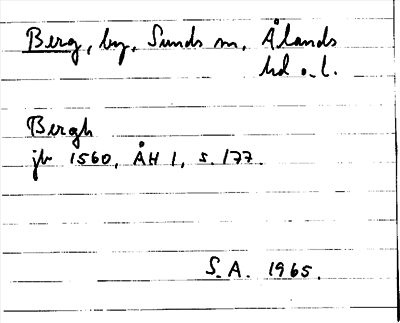 Berg, by, Sunds sn, Ålands
hd o. l.
Bergh
jb 1560, ÅH 1, s. 177.
S. A. 1965.